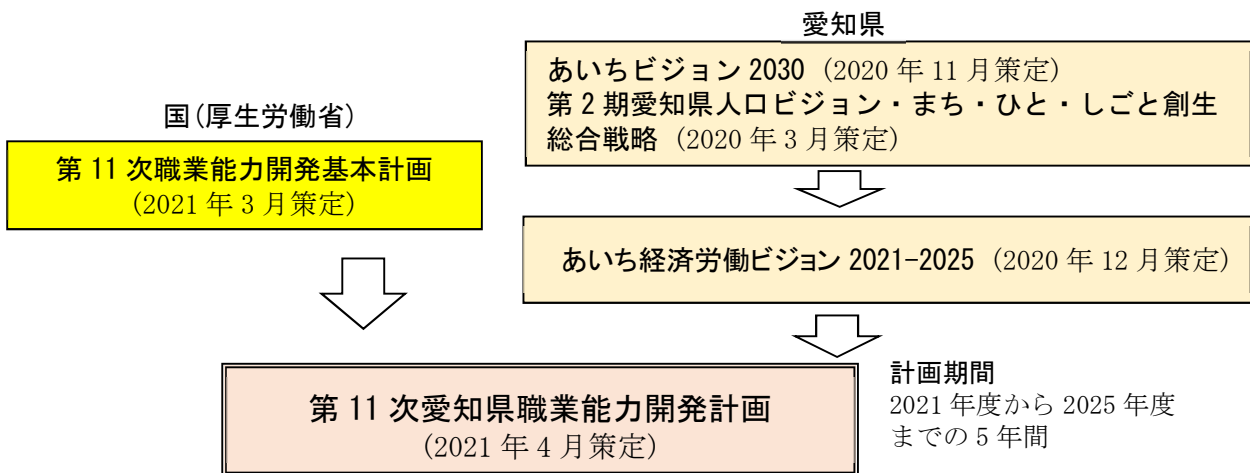 愛知県
あいちビジョン 2030 (2020 年 11 月策定)
第 2 期愛知県人口ビジョン・まち・ひと・しごと創生
総合戦略 (2020 年 3 月策定)
国(厚生労働省)
第 11 次職業能力開発基本計画
(2021 年 3 月策定)
あいち経済労働ビジョン 2021-2025 (2020 年 12 月策定)
第 11 次愛知県職業能力開発計画
(2021 年 4 月策定)
計画期間
2021 年度から 2025 年度
までの 5 年間